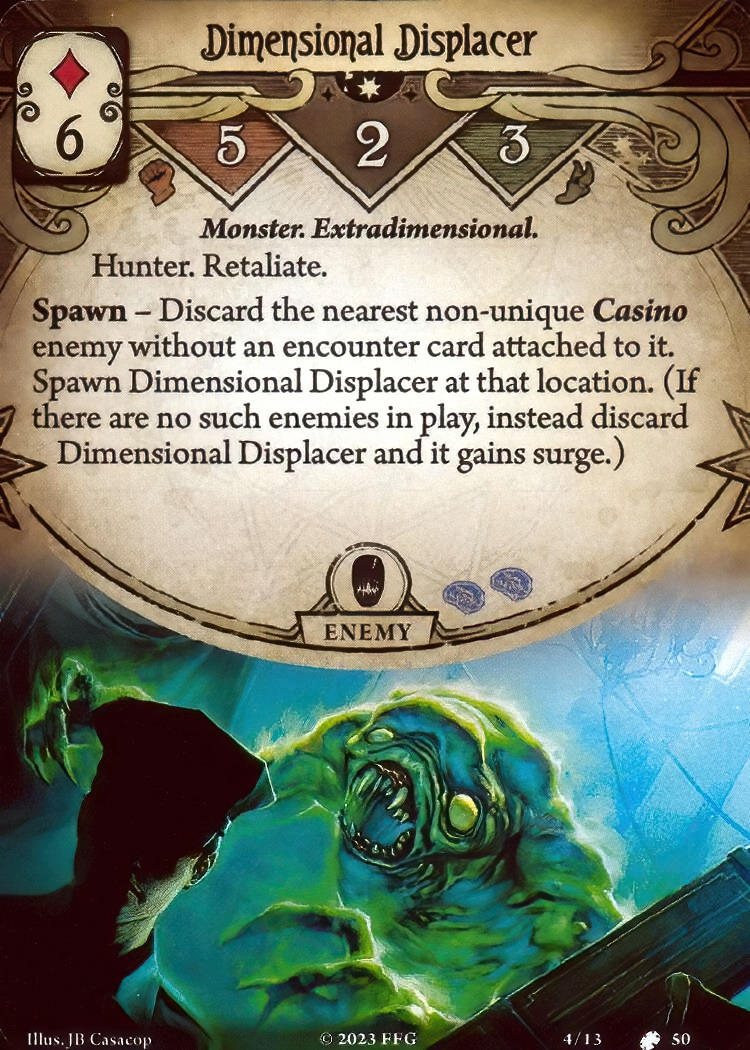 Dimensional Displacer
6
5 2 3
Monster. Extradimensional.
Hunter. Retaliate.
Spawn – Discard the nearest non-unique Casino
enemy without an encounter card attached to it.
Spawn Dimensional Displacer at that location. (If
there are no such enemies in play, instead discard
Dimensional Displacer and it gains surge.)
ENEMY
Illus. JB Casacop © 2023 FFG 4/13 50